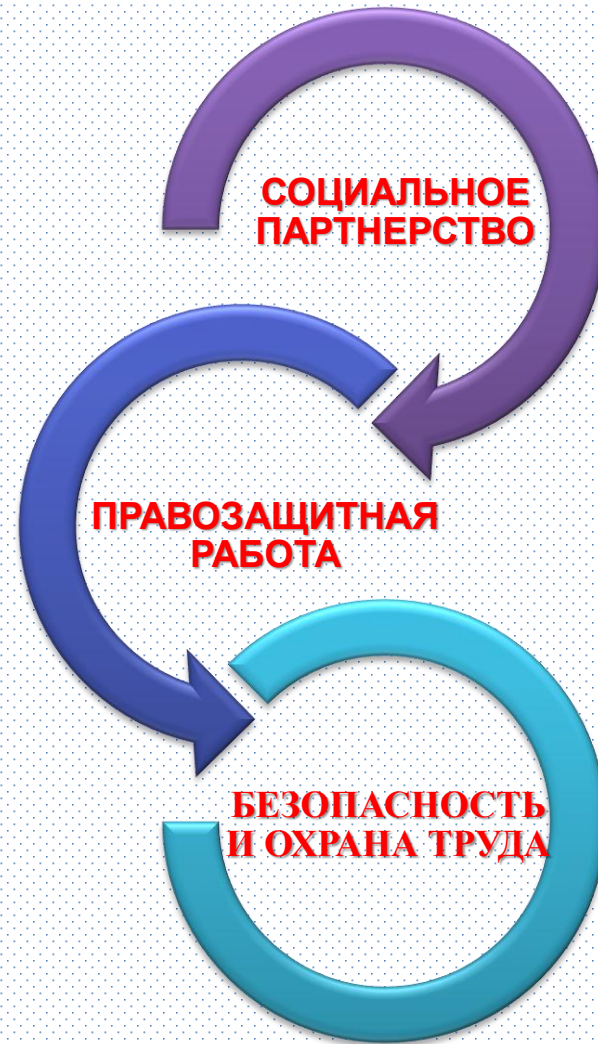 СОЦИАЛЬНОЕ
ПАРТНЕРСТВО
ПРАВОЗАЩИТНАЯ
РАБОТА
БЕЗОПАСНОСТЬ
И ОХРАНА ТРУДА